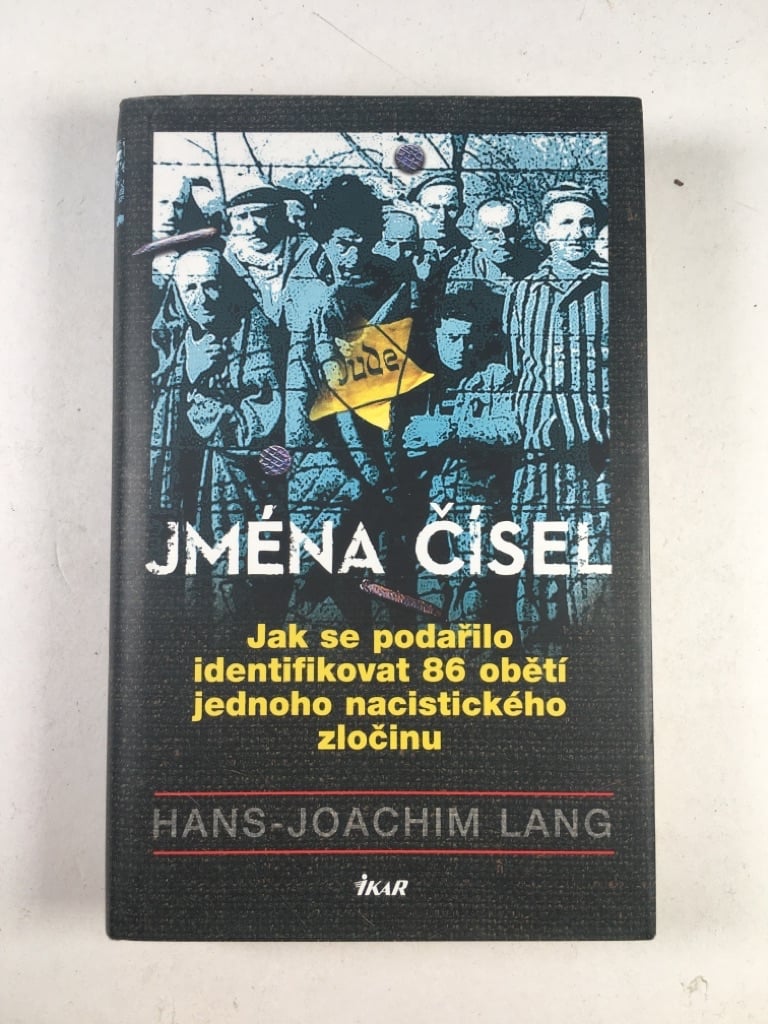 Jude
JMÉNA ČÍSEL
Jak se podařilo
identifikovat 86 obětí
jednoho nacistického
zločinu
HANS-JOACHIM LANG
IKAR